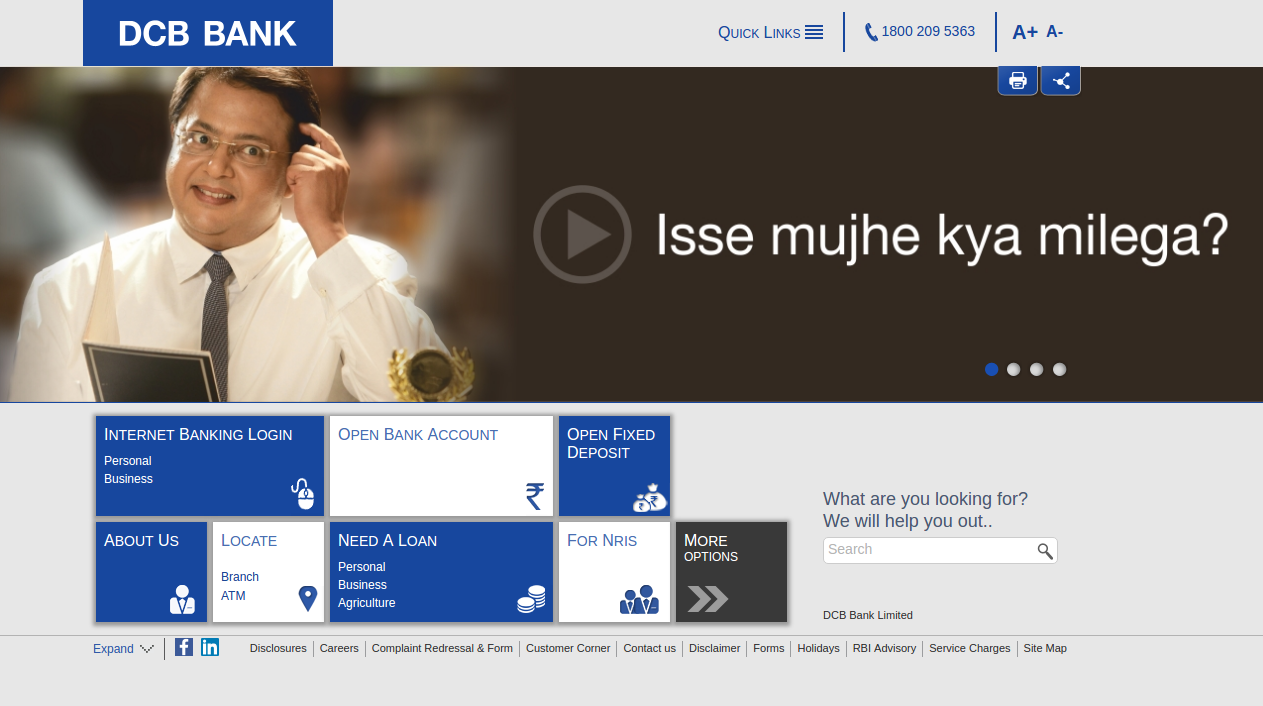 DCB BANK
QUICK LINKS
1800 209 5363
A+ A-
Isse mujhe kya milega?
INTERNET BANKING LOGIN
Personal
Business
OPEN BANK ACCOUNT
OPEN FIXED
DEPOSIT
ABOUT US
LOCATE
Branch
ATM
NEED A LOAN
Personal
Business
Agriculture
FOR NRIS
MORE
OPTIONS
What are you looking for?
We will help you out..
Search
DCB Bank Limited
Expand
Disclosures Careers Complaint Redressal & Form Customer Corner Contact us Disclaimer Forms Holidays RBI Advisory Service Charges Site Map